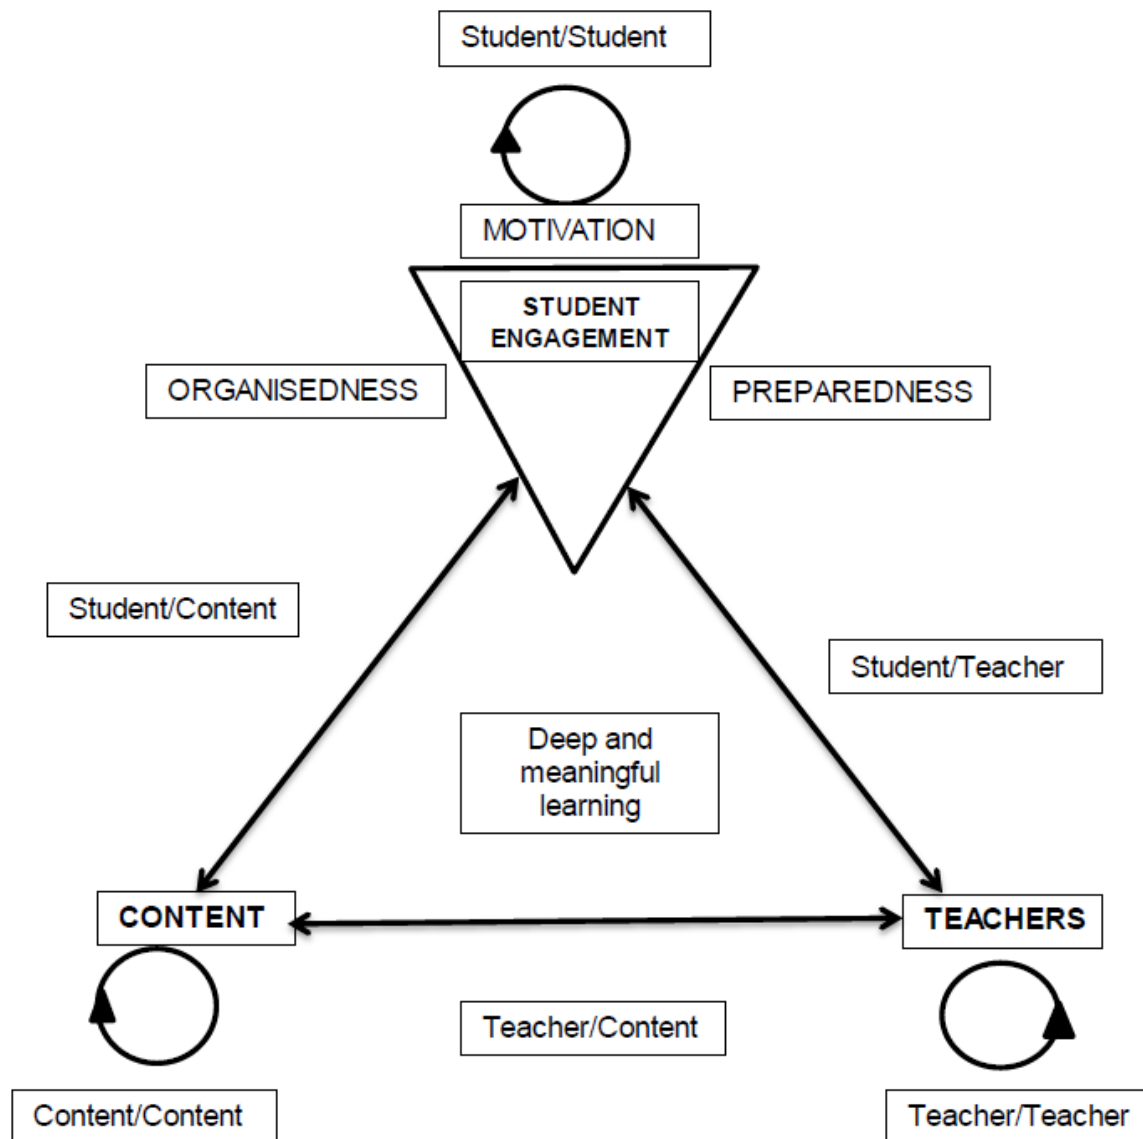 Student/Student
MOTIVATION
STUDENT
ENGAGEMENT
ORGANISEDNESS
PREPAREDNESS
Student/Content
Student/Teacher
Deep and
meaningful
learning
CONTENT
TEACHERS
Teacher/Content
Content/Content
Teacher/Teacher